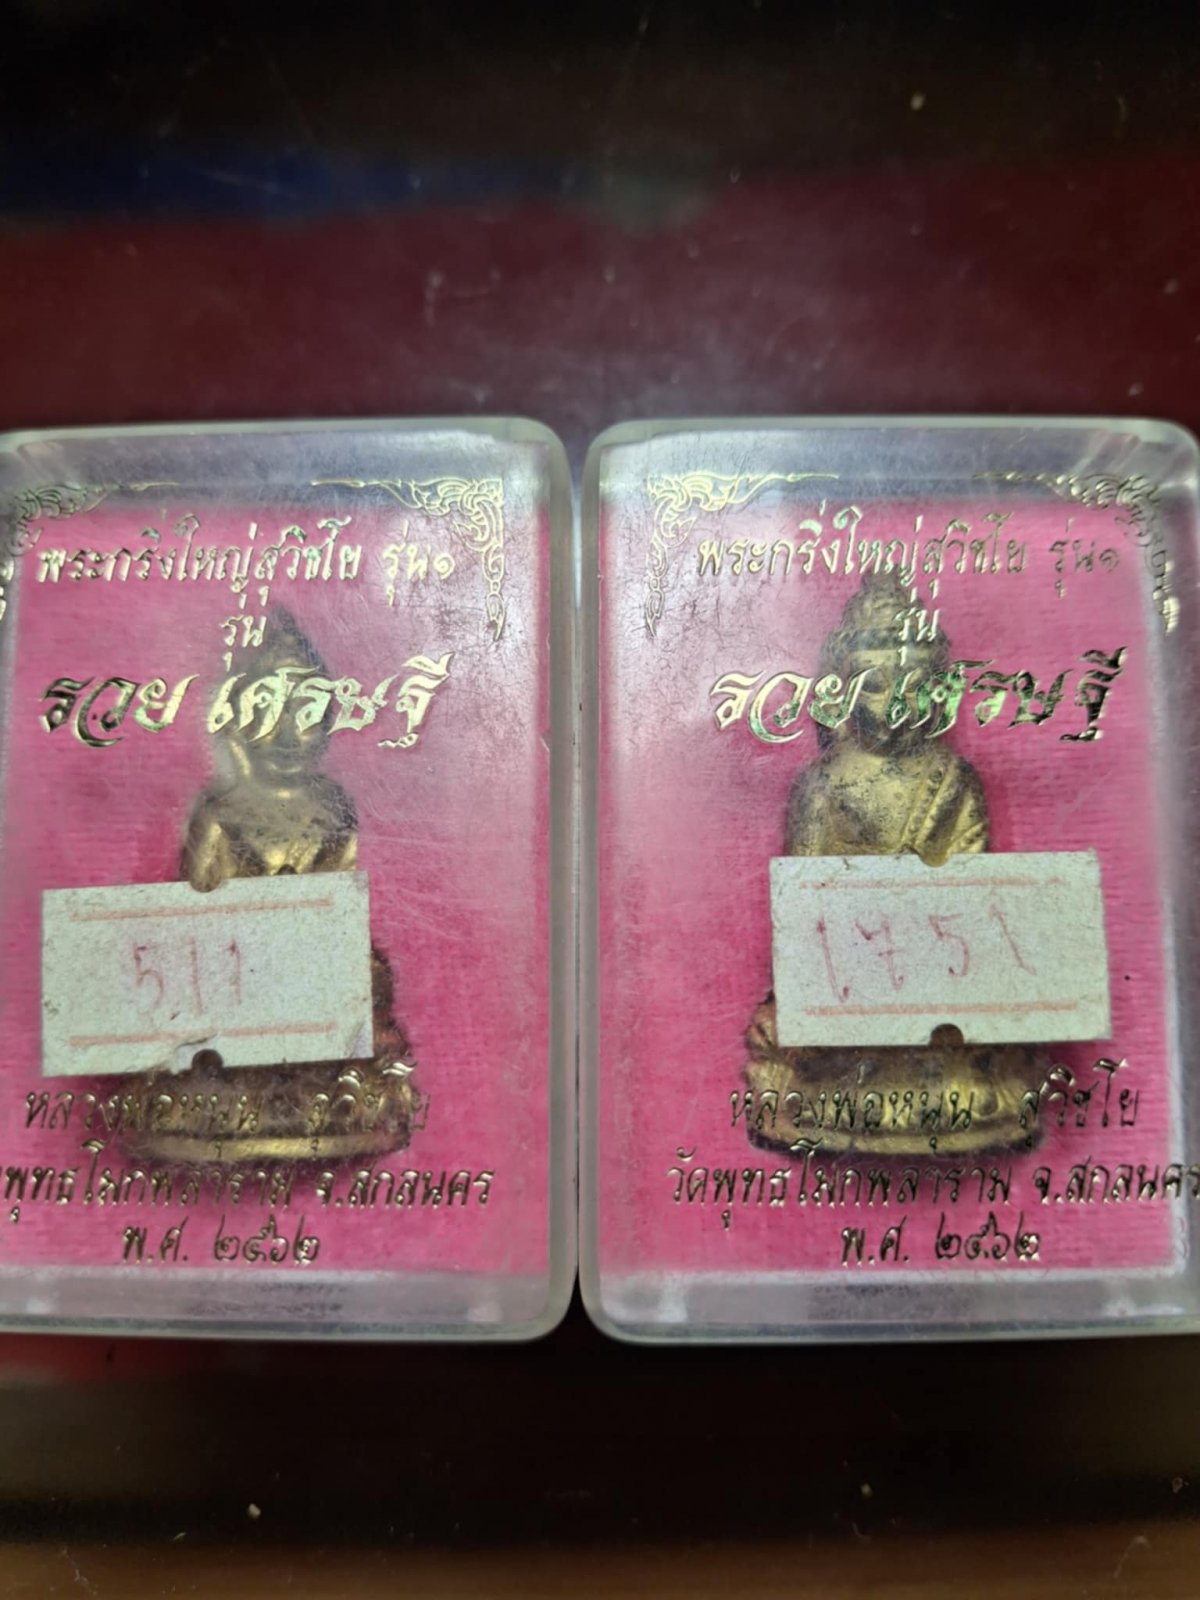 พระกริ่งใหญ่สุวิชโย รุ่น๑
รุ่น
รวย เศรษฐี
511
หลวงพ่อหนุน สุวิชโย
พุทธโมกพลาราม จ.สกลนคร
พ.ศ. ๒๕๖๒
พระกริ่งใหญ่สุวิชโย รุ่น๑
รุ่น
รวย เศรษฐี
1751
หลวงพ่อหนุน สุวิชโย
วัดพุทธโมกพลาราม จ.สกลนคร
พ.ศ. ๒๕๖๒